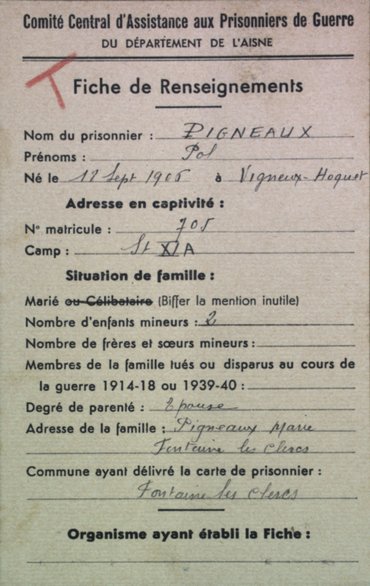 Comité Central d'Assistance aux Prisonniers de Guerre
DU DÉPARTEMENT DE L'AISNE
T
Fiche de Renseignements
Nom du prisonnier : PIGNEAUX
Prénoms : Pol
Né le 12 Sept 1906 à Vigneux-Hoquet
Adresse en captivité :
N° matricule : 705
Camp : St XIA
Situation de famille :
Marié ou Célibataire (Biffer la mention inutile)
Nombre d'enfants mineurs : 2
Nombre de frères et sœurs mineurs :
Membres de la famille tués ou disparus au cours de
la guerre 1914-18 ou 1939-40 :
Degré de parenté : Epouse
Adresse de la famille : Pigneaux Marie
Fontaine les Clercs
Commune ayant délivré la carte de prisonnier :
Fontaine les Clercs
Organisme ayant établi la Fiche :